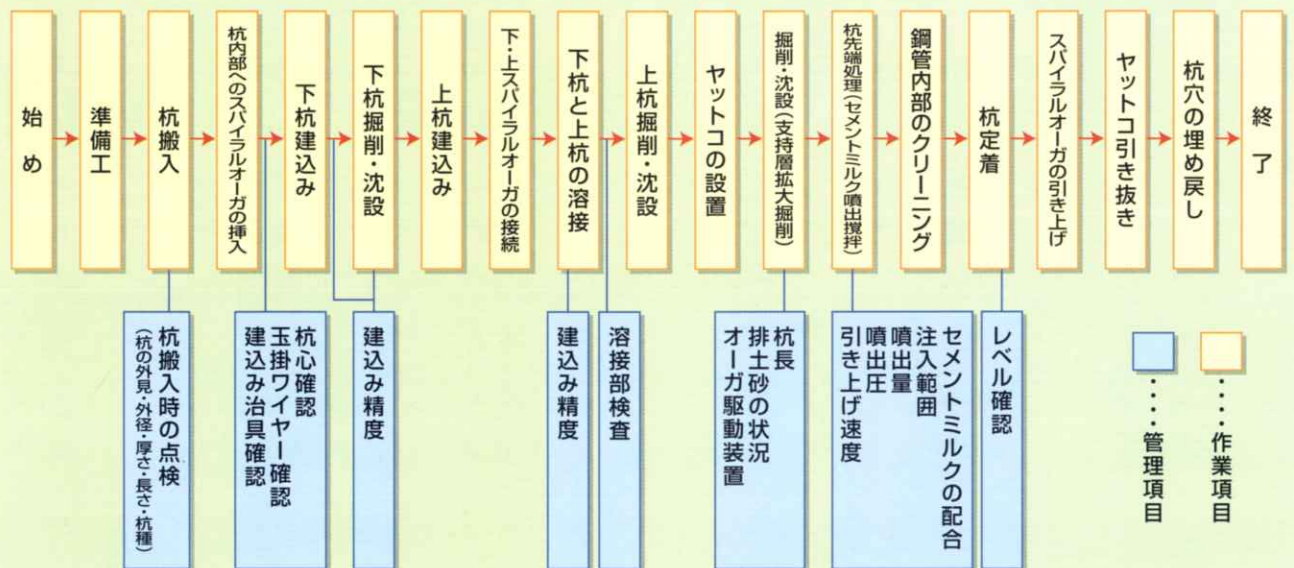 始め
準備工
杭搬入
杭内部へのスパイラルオーガの挿入
下杭建込み
下杭掘削・沈設
上杭建込み
下・上スパイラルオーガの接続
下杭と上杭の溶接
上杭掘削・沈設
ヤットコの設置
掘削・沈設(支持層拡大掘削)
杭先端処理(セメントミルク噴出撹拌)
鋼管内部のクリーニング
杭定着
スパイラルオーガの引き上げ
ヤットコ引き抜き
杭穴の埋め戻し
終了
杭搬入時の点検
(杭の外見・外径・厚さ・長さ・杭種)
杭心確認
玉掛ワイヤー確認
建込み治具確認
建込み精度
建込み精度
溶接部検査
杭長
排土砂の状況
オーガ駆動装置
セメントミルクの配合
注入範囲
噴出量
噴出圧
引き上げ速度
レベル確認
‥‥作業項目
‥‥管理項目